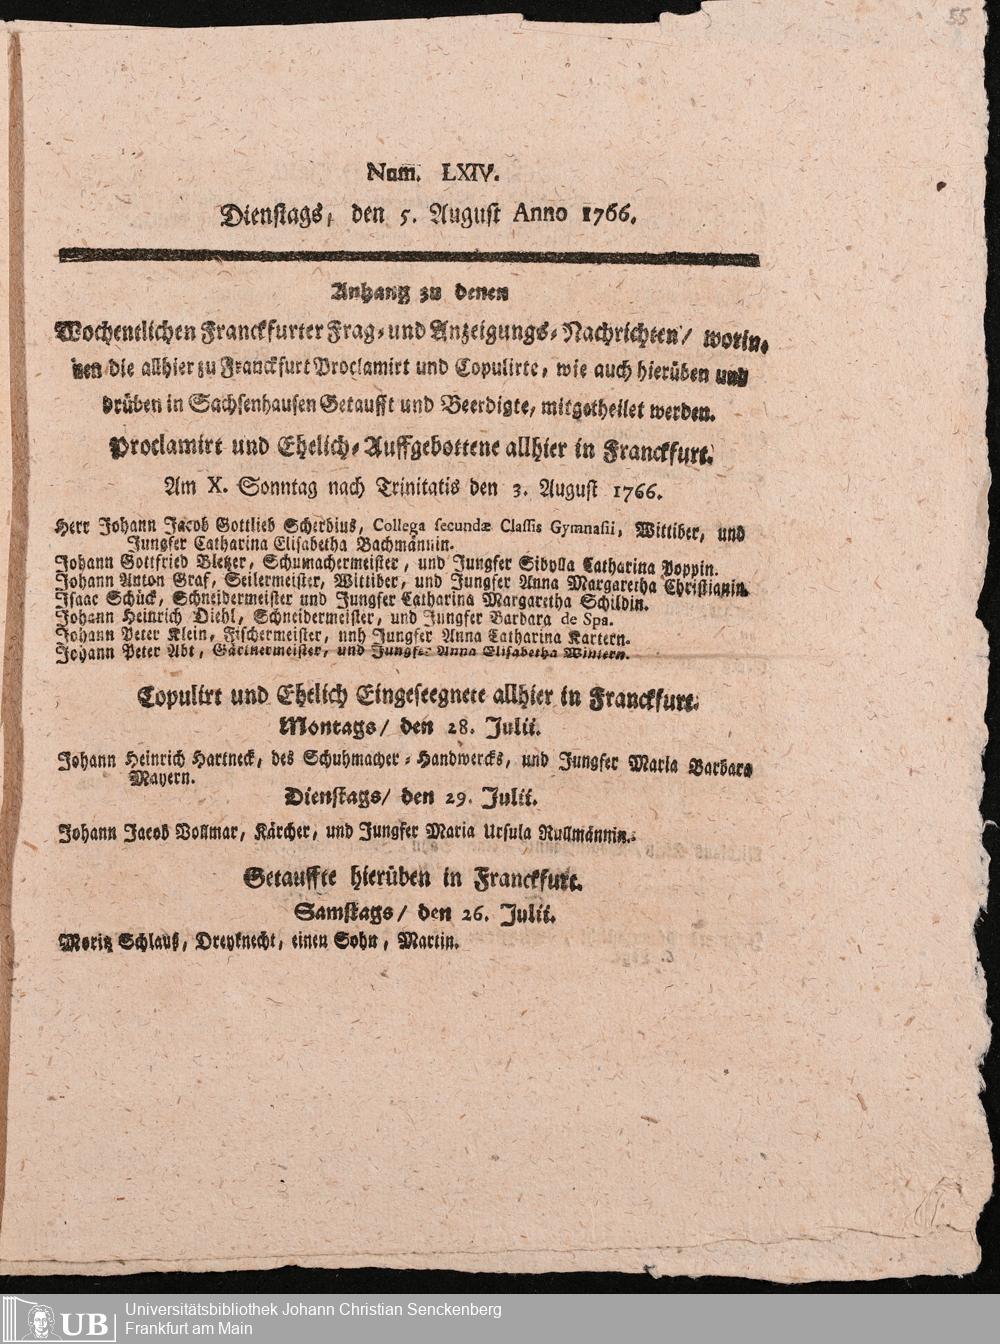 55
Num. LXIV.
Dienstags, den 5. August Anno 1766.
Anhang zu denen
Wochentlichen Franckfurter Frag- und Anzeigungs-Nachrichten/ worin-
nen die allhier zu Franckfurt Proclamirt und Copulirte, wie auch hierüben und
drüben in Sachsenhausen Getaufft und Beerdigte, mitgetheilet werden.
Proclamirt und Ehelich-Auffgebottene allhier in Franckfurt.
Am X. Sonntag nach Trinitatis den 3. August 1766.
Herr Johann Jacob Gottlieb Scherbius, Collega secundæ Classis Gymnasii, Wittiber, und
Jungfer Catharina Elisabetha Bachmännin.
Johann Gottfried Bletzer, Schumachermeister, und Jungfer Sibylla Catharina Poppin.
Johann Anton Graf, Seilermeister, Wittiber, und Jungfer Anna Margaretha Christianin.
Isaac Schück, Schneidermeister und Jungfer Catharina Margaretha Schildin.
Johann Heinrich Diehl, Schneidermeister, und Jungfer Barbara de Spa.
Johann Peter Klein, Fischermeister, unh Jungfer Anna Catharina Kartern.
Johann Peter Abt, Gärtnermeister, und Jungfer Anna Elisabetha Wintern.
Copulirt und Ehelich Eingeseegnete allhier in Franckfurt.
Montags/ den 28. Julii.
Johann Heinrich Hartneck, des Schuhmacher-Handwercks, und Jungfer Maria Barbara
Mayern.
Dienstags/ den 29. Julii.
Johann Jacob Vollmar, Kärcher, und Jungfer Maria Ursula Rullmännin.
Getauffte hierüben in Franckfurt.
Samstags/ den 26. Julii.
Moritz Schlauß, Dreyknecht, einen Sohn, Martin.
UB
Universitätsbibliothek Johann Christian Senckenberg
Frankfurt am Main